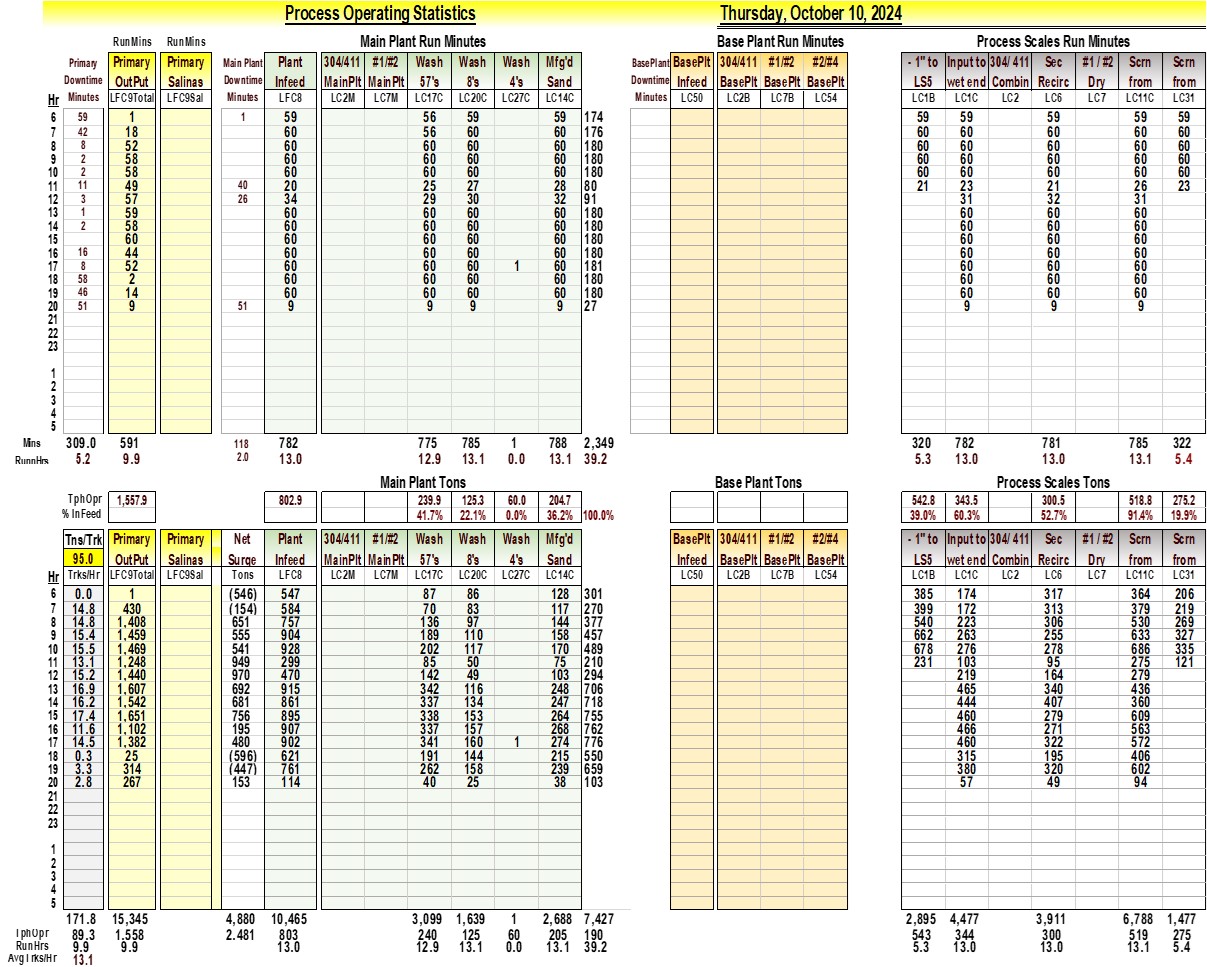 Process Operating Statistics Thursday, October 10, 2024
RunMins RunMins Main Plant Run Minutes Base Plant Run Minutes Process Scales Run Minutes
Primary Primary Primary Main Plant Plant 304/411 #1/#2 Wash Wash Wash Mfg'd BasePlant BasePlt 304/411 #1/#2 #2/#4 - 1" to Input to 304/ 411 Sec #1 / #2 Scrn Scrn
Downtime OutPut Salinas Downtime Infeed MainPlt MainPlt 57's 8's 4's Sand Downtime Infeed BasePlt BasePlt BasePlt LS5 wet end Combin Recirc Dry from from
Hr Minutes LFC9Total LFC9Sal Minutes LFC8 LC2M LC7M LC17C LC20C LC27C LC14C Minutes LC50 LC2B LC7B LC54 LC1B LC1C LC2 LC6 LC7 LC11C LC31
6 59 1 1 59 56 59 59 174 59 59 59 59 59
7 42 18 60 56 60 60 176 60 60 60 60 60
8 8 52 60 60 60 60 180 60 60 60 60 60
9 2 58 60 60 60 60 180 60 60 60 60 60
10 2 58 60 60 60 60 180 60 60 60 60 60
11 11 49 40 20 25 27 28 80 21 23 21 26 23
12 3 57 26 34 29 30 32 91 31 32 31
13 1 59 60 60 60 60 180 60 60 60
14 2 58 60 60 60 60 180 60 60 60
15 60 60 60 60 60 180 60 60 60
16 16 44 60 60 60 60 180 60 60 60
17 8 52 60 60 60 1 60 181 60 60 60
18 58 2 60 60 60 60 180 60 60 60
19 46 14 60 60 60 60 180 60 60 60
20 51 9 51 9 9 9 9 27 9 9 9
21
22
23
1
2
3
4
5
Mins 309.0 591 118 782 775 785 1 788 2,349 320 782 781 785 322
RunnHrs 5.2 9.9 2.0 13.0 12.9 13.1 0.0 13.1 39.2 5.3 13.0 13.0 13.1 5.4
Main Plant Tons Base Plant Tons Process Scales Tons
TphOpr 1,557.9 802.9 239.9 125.3 60.0 204.7 542.8 343.5 300.5 518.8 275.2
% InFeed 41.7% 22.1% 0.0% 36.2% 100.0% 39.0% 60.3% 52.7% 91.4% 19.9%
Tns/Trk Primary Primary Net Plant 304/411 #1/#2 Wash Wash Wash Mfg'd BasePlt 304/411 #1/#2 #2/#4 - 1" to Input to 304/ 411 Sec #1 / #2 Scrn Scrn
95.0 OutPut Salinas Surge Infeed MainPlt MainPlt 57's 8's 4's Sand Infeed BasePlt BasePlt BasePlt LS5 wet end Combin Recirc Dry from from
Hr Trks/Hr LFC9Total LFC9Sal Tons LFC8 LC2M LC7M LC17C LC20C LC27C LC14C LC50 LC2B LC7B LC54 LC1B LC1C LC2 LC6 LC7 LC11C LC31
6 0.0 1 (546) 547 87 86 128 301 385 174 317 364 206
7 14.8 430 (154) 584 70 83 117 270 399 172 313 379 219
8 14.8 1,408 651 757 136 97 144 377 540 223 306 530 269
9 15.4 1,459 555 904 189 110 158 457 662 263 255 633 327
10 15.5 1,469 541 928 202 117 170 489 678 276 278 686 335
11 13.1 1,248 949 299 85 50 75 210 231 103 95 275 121
12 15.2 1,440 970 470 142 49 103 294 219 164 279
13 16.9 1,607 692 915 342 116 248 706 465 340 436
14 16.2 1,542 681 861 337 134 247 718 444 407 360
15 17.4 1,651 756 895 338 153 264 755 460 279 609
16 11.6 1,102 195 907 337 157 268 762 466 271 563
17 14.5 1,382 480 902 341 160 1 274 776 460 322 572
18 0.3 25 (596) 621 191 144 215 550 315 195 406
19 3.3 314 (447) 761 262 158 239 659 380 320 602
20 2.8 267 153 114 40 25 38 103 57 49 94
21
22
23
1
2
3
4
5
171.8 15,345 4,880 10,465 3,099 1,639 1 2,688 7,427 2,895 4,477 3,911 6,788 1,477
TphOpr 89.3 1,558 2.481 803 240 125 60 205 190 543 344 300 519 275
RunHrs 9.9 9.9 13.0 12.9 13.1 0.0 13.1 39.2 5.3 13.0 13.0 13.1 5.4
AvgTrks/Hr 13.1